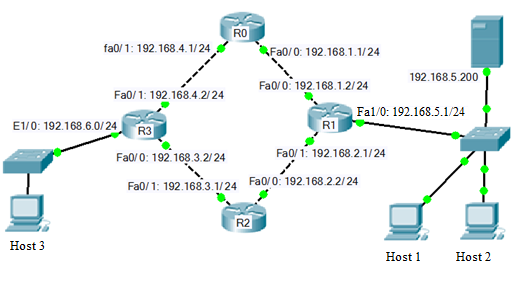 R0
fa0/1: 192.168.4.1/24
Fa0/0: 192.168.1.1/24
192.168.5.200
Fa0/1: 192.168.4.2/24
Fa0/0: 192.168.1.2/24
Fa1/0: 192.168.5.1/24
E1/0: 192.168.6.0/24
R3
R1
Fa0/0: 192.168.3.2/24
Fa0/1: 192.168.2.1/24
Fa0/1: 192.168.3.1/24
Fa0/0: 192.168.2.2/24
R2
Host 3
Host 1
Host 2